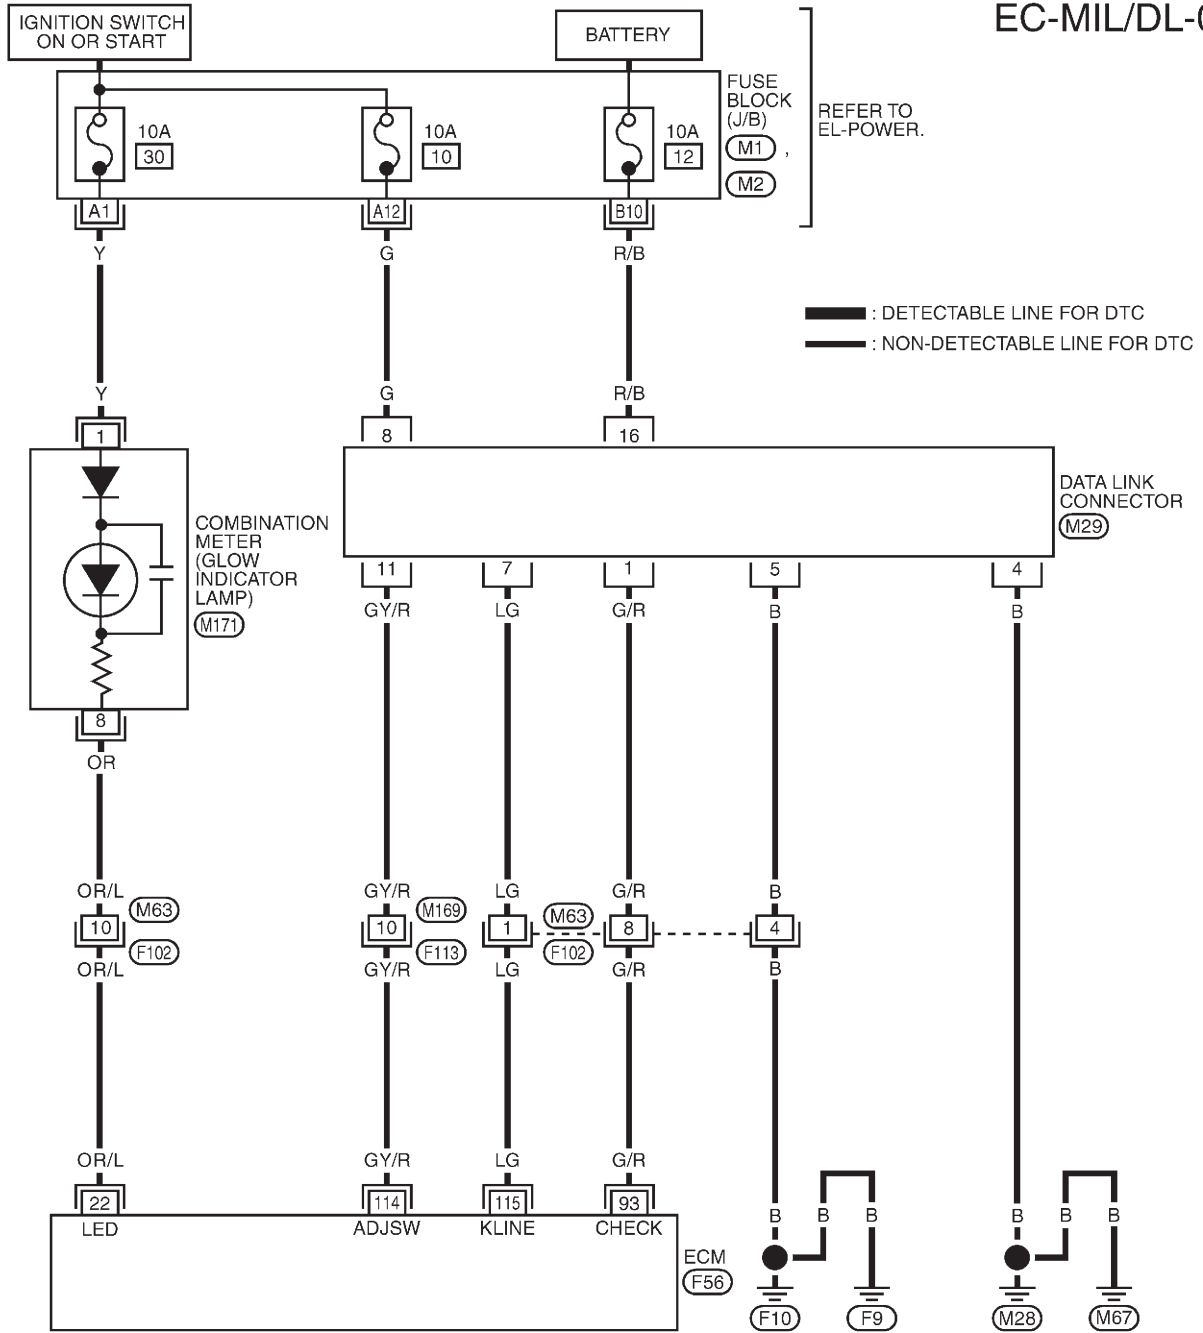 EC-MIL/DL-
IGNITION SWITCH
ON OR START
BATTERY
FUSE
BLOCK
(J/B)
M1 ,
M2
REFER TO
EL-POWER.
10A
30
10A
10
10A
12
A1
A12
B10
Y
G
R/B
: DETECTABLE LINE FOR DTC
: NON-DETECTABLE LINE FOR DTC
Y
G
R/B
1
8
16
DATA LINK
CONNECTOR
M29
COMBINATION
METER
(GLOW
INDICATOR
LAMP)
M171
11
7
1
5
4
GY/R
LG
G/R
B
B
8
OR
OR/L
M63
GY/R
M169
LG
M63
G/R
B
10
10
1
8
4
F102
F113
F102
OR/L
GY/R
LG
G/R
B
OR/L
GY/R
LG
G/R
22
114
115
93
LED
ADJSW
KLINE
CHECK
B
B
B
B
B
B
ECM
F56
F10
F9
M28
M67